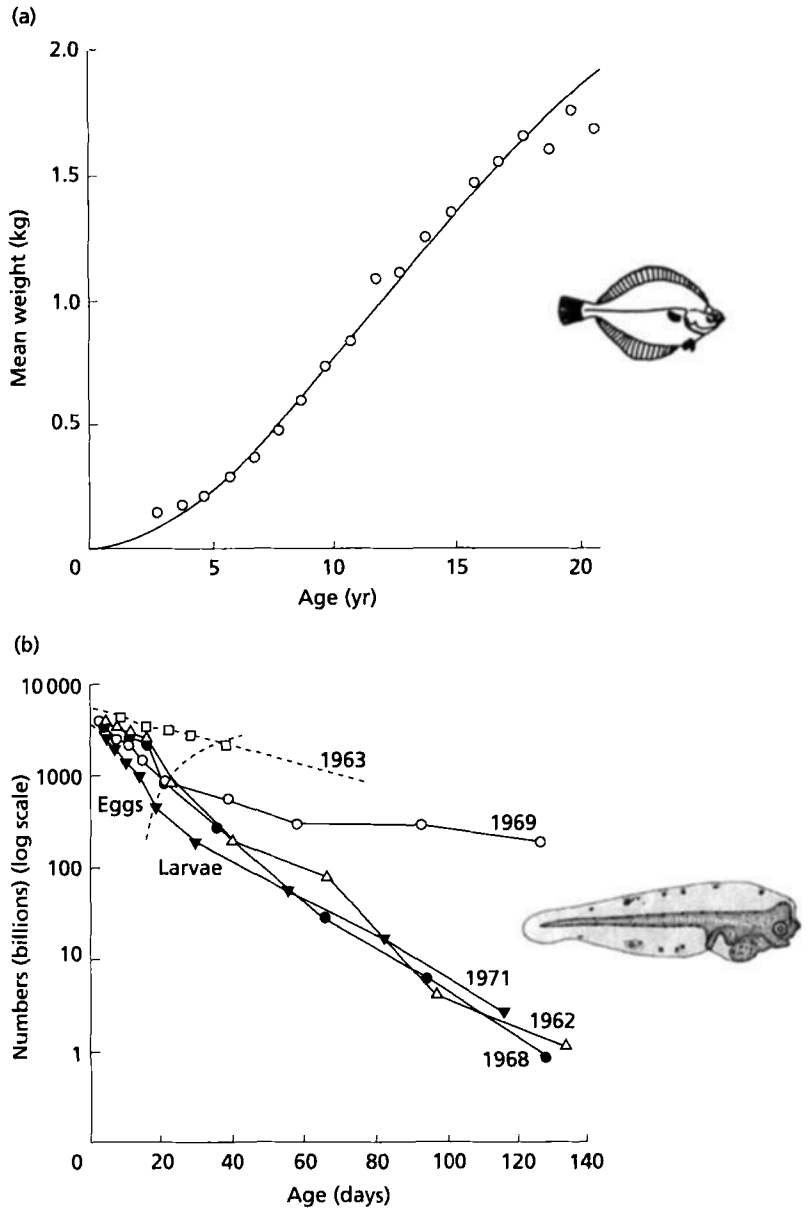 (a)
2.0
1.5
1.0
0.5
0 5 10 15 20
Mean weight (kg)
Age (yr)
(b)
10 000
1000
100
10
1
0 20 40 60 80 100 120 140
Numbers (billions) (log scale)
Age (days)
Eggs
Larvae
1963
1969
1971
1962
1968